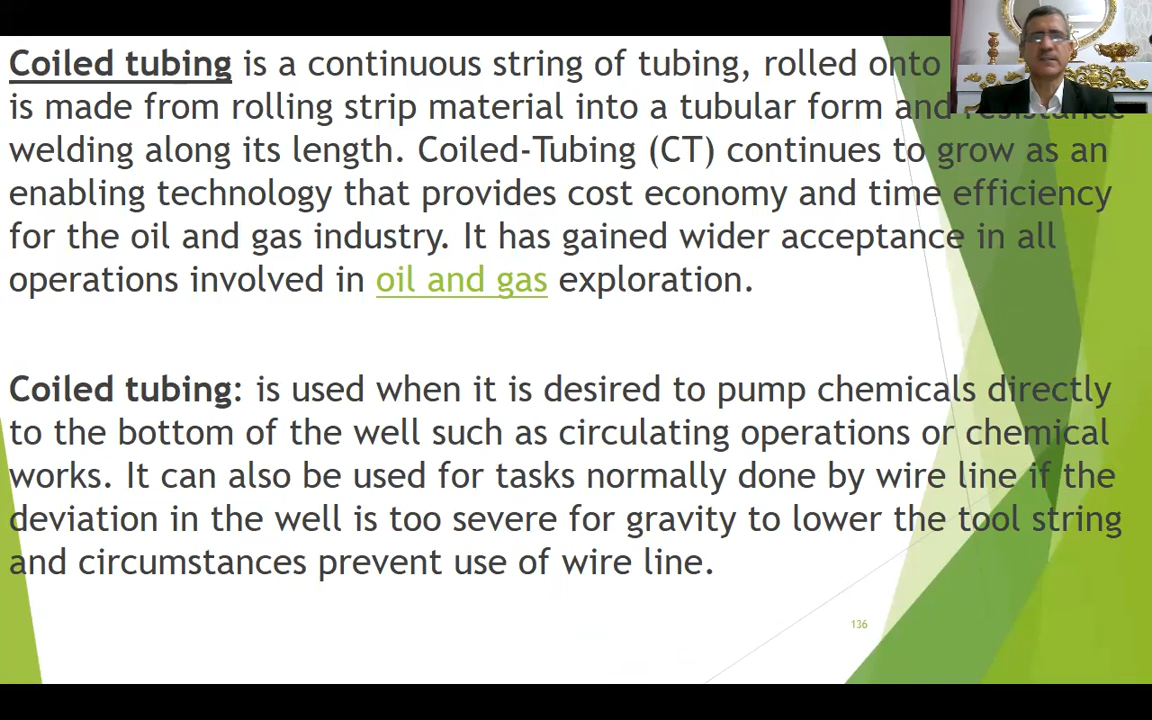 Coiled tubing is a continuous string of tubing, rolled onto
is made from rolling strip material into a tubular form and resistance
welding along its length. Coiled-Tubing (CT) continues to grow as an
enabling technology that provides cost economy and time efficiency
for the oil and gas industry. It has gained wider acceptance in all
operations involved in oil and gas exploration.
Coiled tubing: is used when it is desired to pump chemicals directly
to the bottom of the well such as circulating operations or chemical
works. It can also be used for tasks normally done by wire line if the
deviation in the well is too severe for gravity to lower the tool string
and circumstances prevent use of wire line.
136